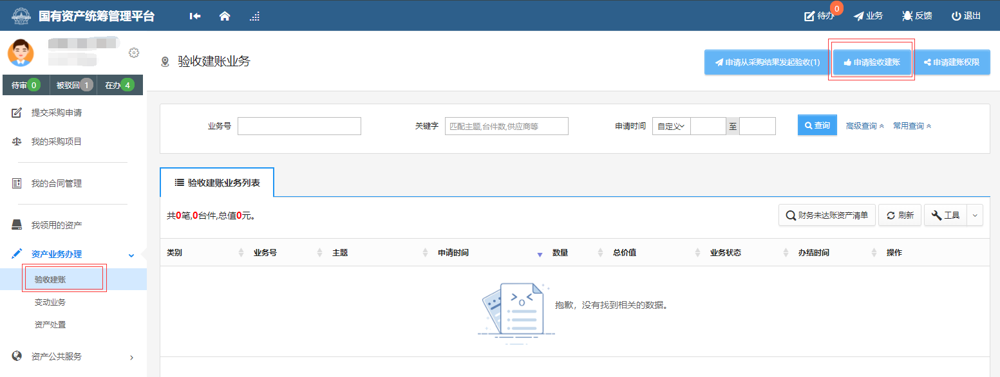 国有资产统筹管理平台
待办 0 业务 反馈 退出
待审 0 被驳回 1 在办 4
提交采购申请
我的采购项目
我的合同管理
我领用的资产
资产业务办理
验收建账
变动业务
资产处置
资产公共服务
验收建账业务
申请从采购结果发起验收(1) 申请验收建账 申请建账权限
业务号 关键字 匹配主题,台件数,供应商等 申请时间 自定义 至 查询 高级查询 常用查询
验收建账业务列表
共0笔,0台件,总值0元。
财务未达账资产清单 刷新 工具
类别 业务号 主题 申请时间 数量 总价值 业务状态 办结时间 操作
抱歉，没有找到相关的数据。